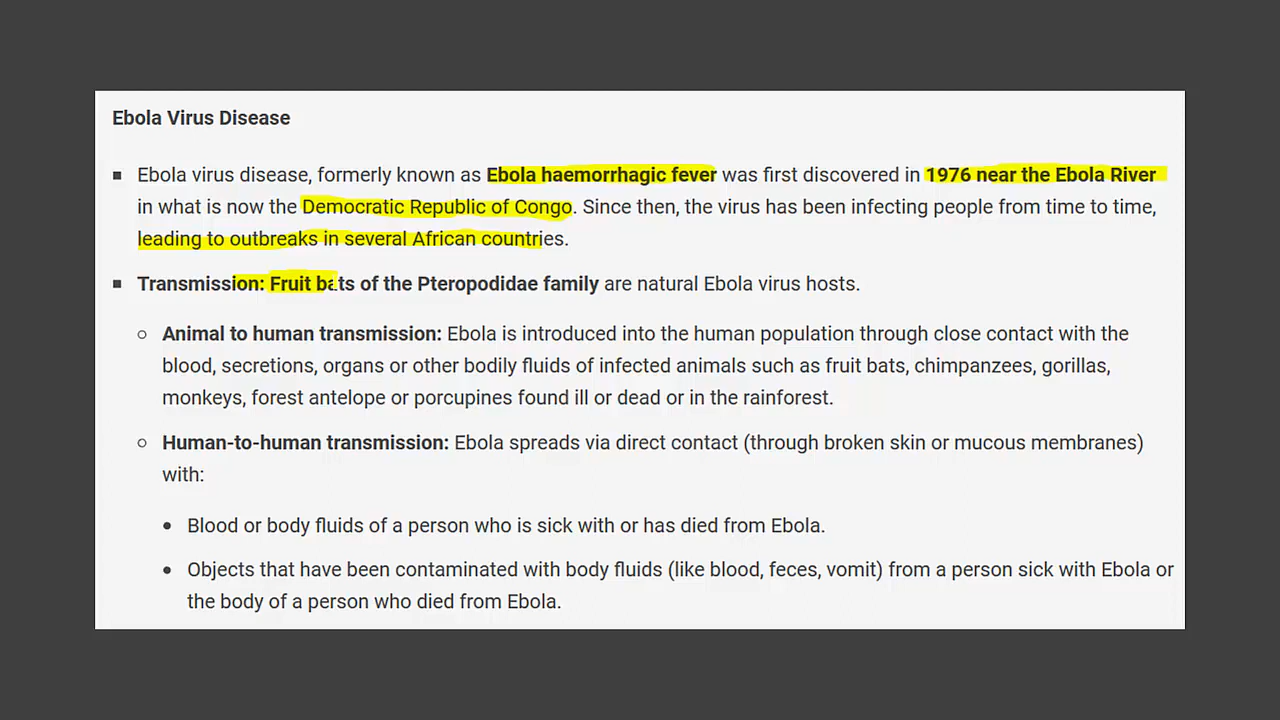 Ebola Virus Disease
▪ Ebola virus disease, formerly known as Ebola haemorrhagic fever was first discovered in 1976 near the Ebola River
in what is now the Democratic Republic of Congo. Since then, the virus has been infecting people from time to time,
leading to outbreaks in several African countries.
▪ Transmission: Fruit bats of the Pteropodidae family are natural Ebola virus hosts.
○ Animal to human transmission: Ebola is introduced into the human population through close contact with the
blood, secretions, organs or other bodily fluids of infected animals such as fruit bats, chimpanzees, gorillas,
monkeys, forest antelope or porcupines found ill or dead or in the rainforest.
○ Human-to-human transmission: Ebola spreads via direct contact (through broken skin or mucous membranes)
with:
• Blood or body fluids of a person who is sick with or has died from Ebola.
• Objects that have been contaminated with body fluids (like blood, feces, vomit) from a person sick with Ebola or
the body of a person who died from Ebola.